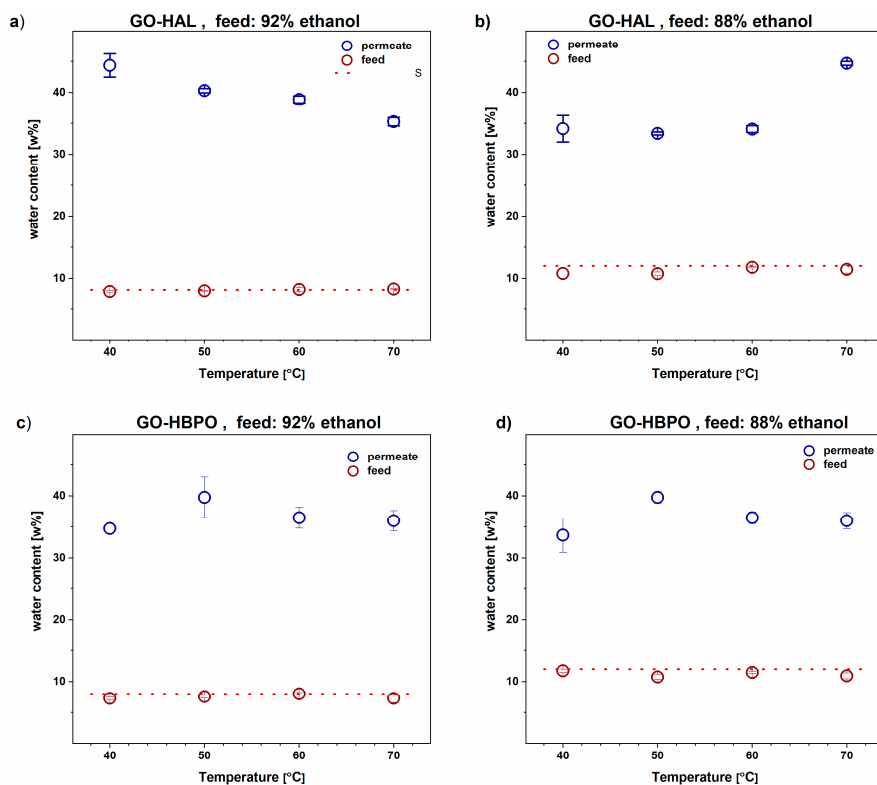 a)
GO-HAL , feed: 92% ethanol
permeate
feed
S
water content [w%]
40
30
20
10
40 50 60 70
Temperature [°C]
b)
GO-HAL , feed: 88% ethanol
permeate
feed
water content [w%]
40
30
20
10
40 50 60 70
Temperature [°C]
c)
GO-HBPO , feed: 92% ethanol
permeate
feed
water content [w%]
40
30
20
10
40 50 60 70
Temperature [°C]
d)
GO-HBPO , feed: 88% ethanol
permeate
feed
water content [w%]
40
30
20
10
40 50 60 70
Temperature [°C]